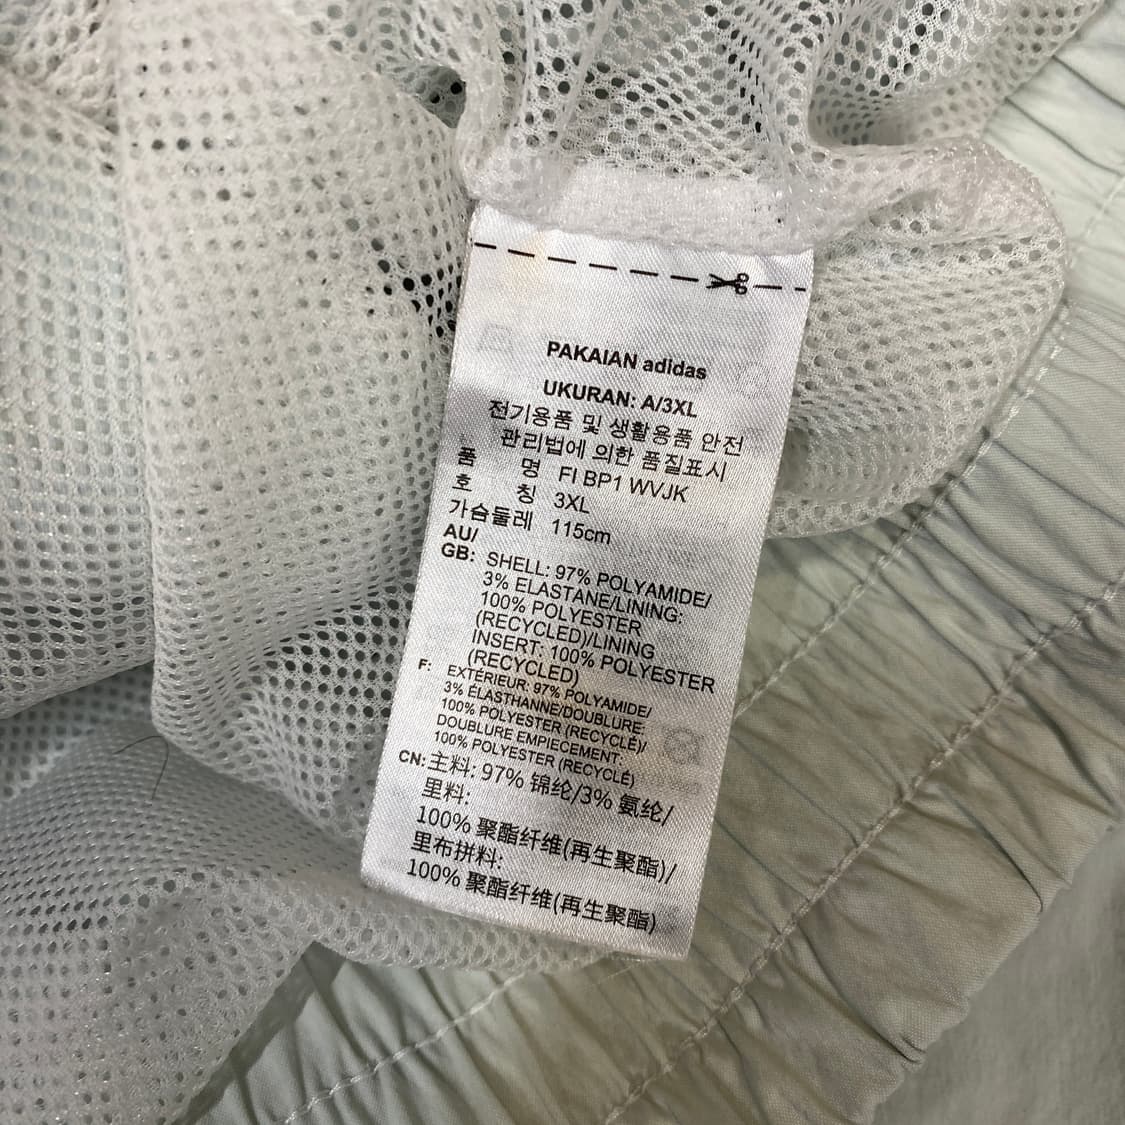 PAKAIAN adidas
UKURAN: A/3XL
전기용품 및 생활용품 안전
관리법에 의한 품질표시
품 명 FI BP1 WVJK
호 칭 3XL
가슴둘레 115cm
AU/
GB: SHELL: 97% POLYAMIDE/
3% ELASTANE/LINING:
100% POLYESTER
(RECYCLED)/LINING
INSERT: 100% POLYESTER
(RECYCLED)
F: EXTÉRIEUR: 97% POLYAMIDE/
3% ÉLASTHANNE/DOUBLURE:
100% POLYESTER (RECYCLÉ)/
DOUBLURE EMPIECEMENT:
100% POLYESTER (RECYCLÉ)
CN: 主料: 97% 锦纶/3% 氨纶/
里料:
100% 聚酯纤维(再生聚酯)/
里布拼料:
100% 聚酯纤维(再生聚酯)